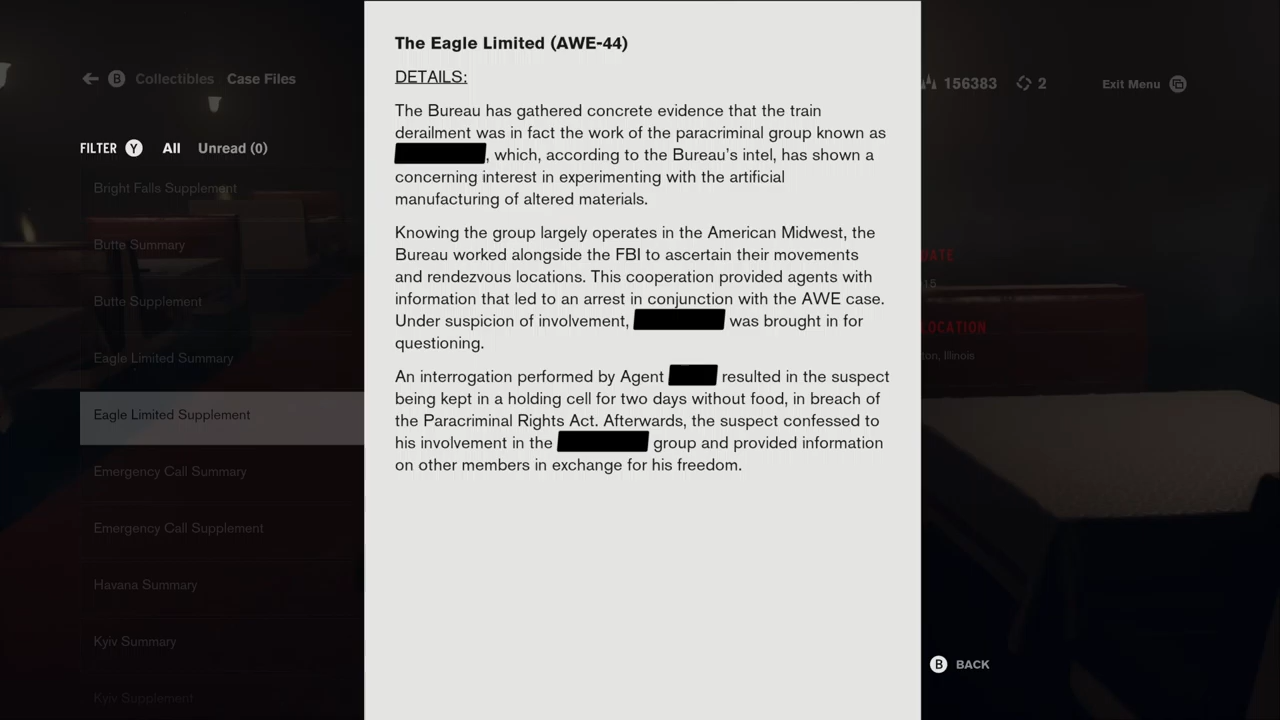 The Eagle Limited (AWE-44)
B Collectibles Case Files
156383 2 Exit Menu
DETAILS:
The Bureau has gathered concrete evidence that the train
derailment was in fact the work of the paracriminal group known as
, which, according to the Bureau's intel, has shown a
concerning interest in experimenting with the artificial
manufacturing of altered materials.
Knowing the group largely operates in the American Midwest, the
Bureau worked alongside the FBI to ascertain their movements
and rendezvous locations. This cooperation provided agents with
information that led to an arrest in conjunction with the AWE case.
Under suspicion of involvement, was brought in for
questioning.
An interrogation performed by Agent resulted in the suspect
being kept in a holding cell for two days without food, in breach of
the Paracriminal Rights Act. Afterwards, the suspect confessed to
his involvement in the group and provided information
on other members in exchange for his freedom.
FILTER Y All Unread (0)
Bright Falls Supplement
Butte Summary
Butte Supplement
Eagle Limited Summary
Eagle Limited Supplement
Emergency Call Summary
Emergency Call Supplement
Havana Summary
Kyiv Summary
Kyiv Supplement
ATE
15
OCATION
ton, Illinois
B BACK